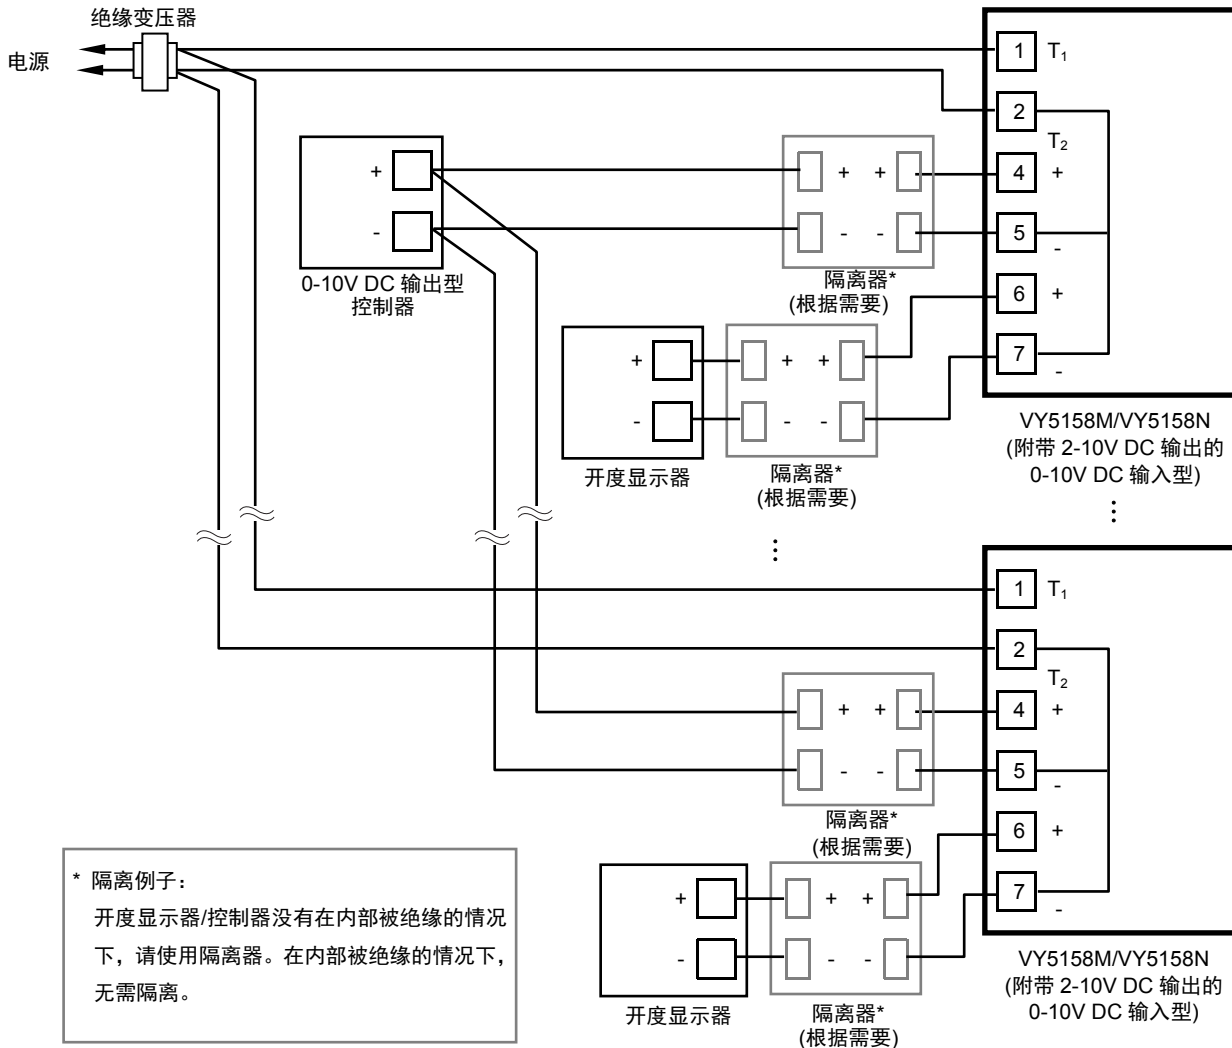 绝缘变压器
电源
1 T₁
2
T₂
+ + + 4 +
- - - 5 -
0-10V DC 输出型
控制器
隔离器*
(根据需要)
6 +
+ + + 7
-
- - -
开度显示器
隔离器*
(根据需要)
VY5158M/VY5158N
(附带 2-10V DC 输出的
0-10V DC 输入型)
⋮
⋮
1 T₁
2
T₂
+ + 4 +
- - 5 -
隔离器*
(根据需要)
6 +
+ + + 7
-
- - -
开度显示器
隔离器*
(根据需要)
VY5158M/VY5158N
(附带 2-10V DC 输出的
0-10V DC 输入型)
* 隔离例子：
开度显示器/控制器没有在内部被绝缘的情况
下，请使用隔离器。在内部被绝缘的情况下，
无需隔离。